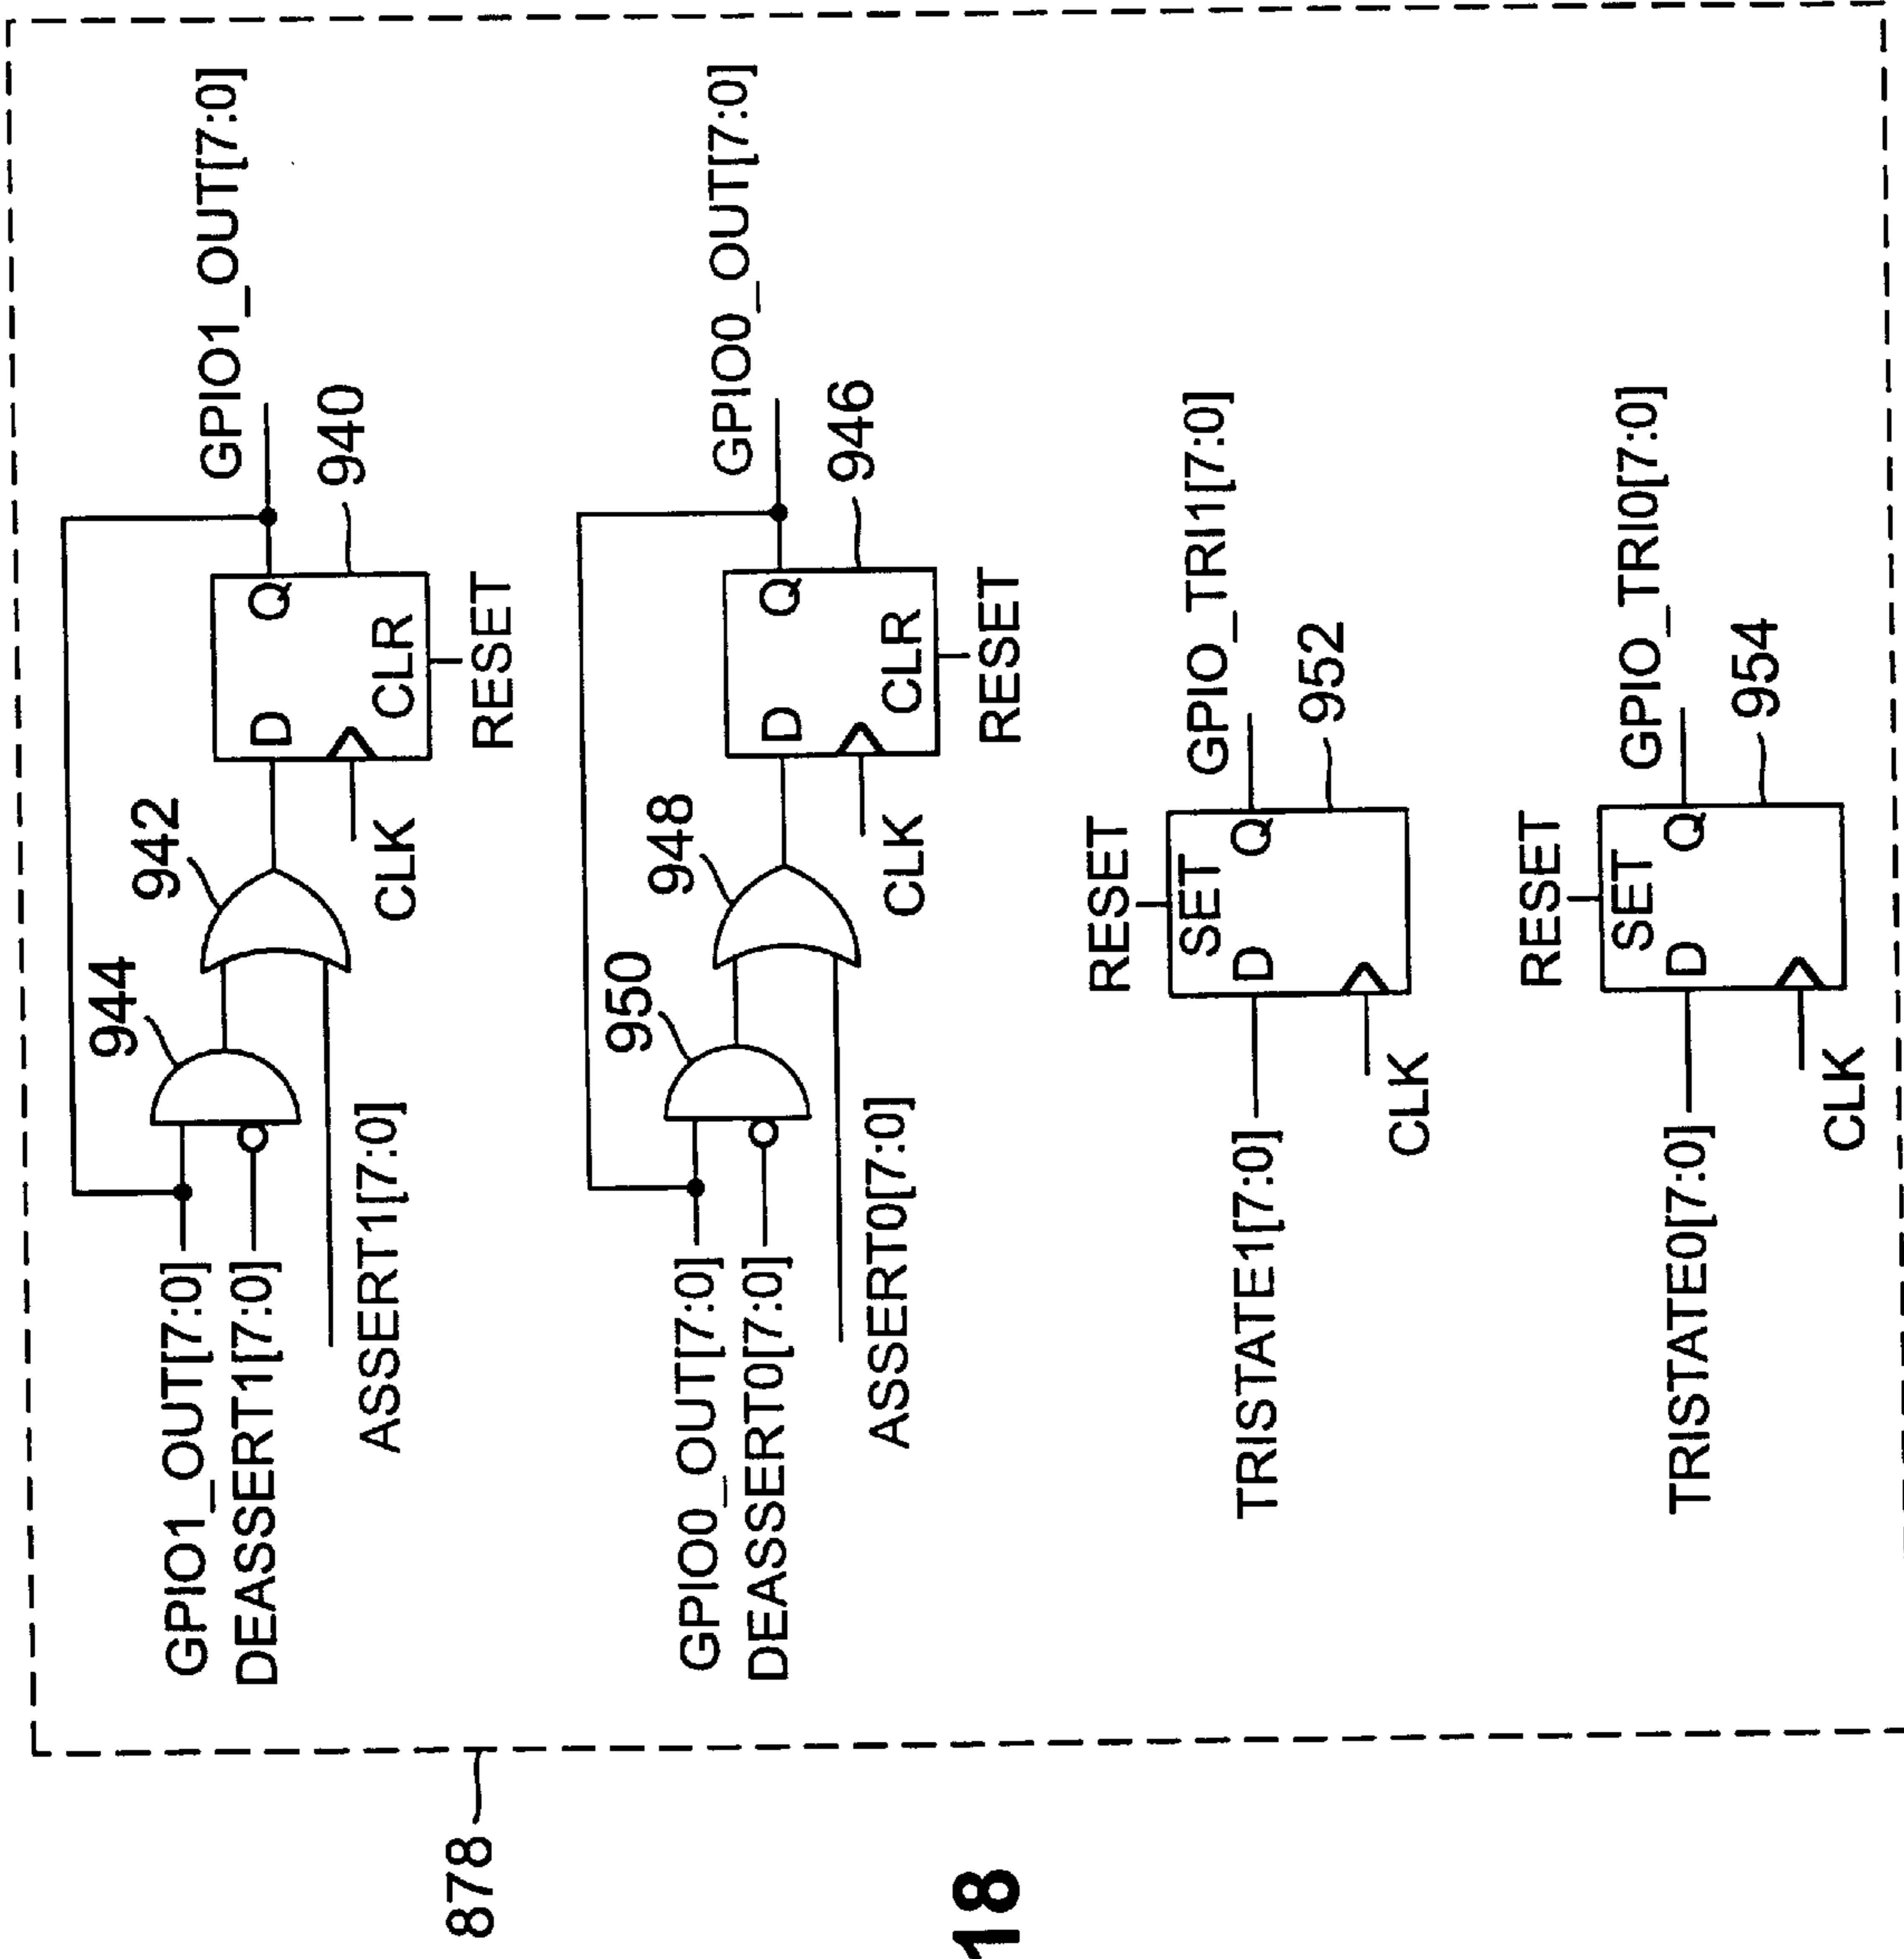 878
GPIO1_OUT[7:0]
DEASSERT1[7:0]
ASSERT1[7:0]
944
942
D
Q
CLR
CLK
RESET
940
GPIO1_OUT[7:0]
GPIO0_OUT[7:0]
DEASSERT0[7:0]
ASSERT0[7:0]
950
948
D
Q
CLR
CLK
RESET
946
GPIO0_OUT[7:0]
RESET
TRISTATE1[7:0]
SET
D
Q
CLK
GPIO_TRI1[7:0]
952
RESET
TRISTATE0[7:0]
SET
D
Q
CLK
GPIO_TRI0[7:0]
954
18